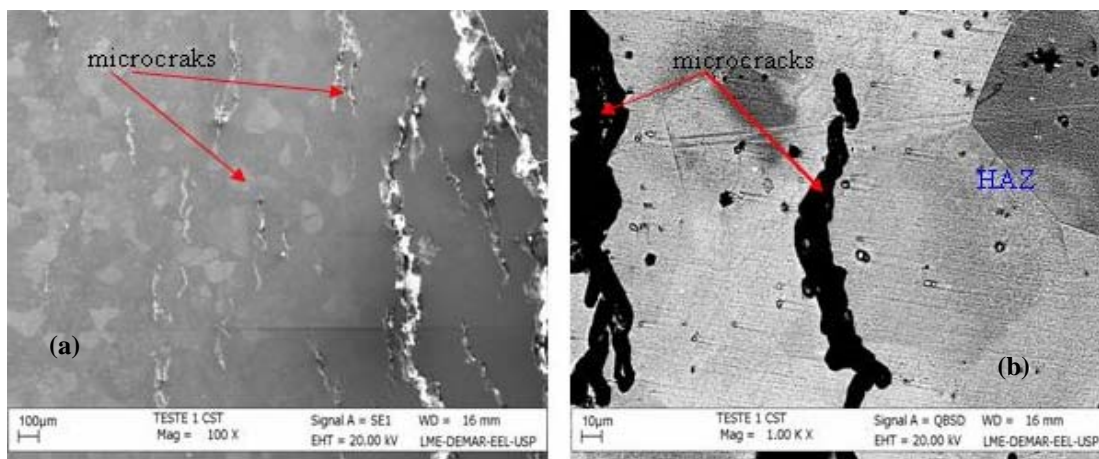 microcraks
(a)
100µm
TESTE 1 CST
Mag = 100 X
Signal A = SE1
EHT = 20.00 kV
WD = 16 mm
LME-DEMAR-EEL-USP
microcracks
HAZ
(b)
10µm
TESTE 1 CST
Mag = 1.00 K X
Signal A = QBSD
EHT = 20.00 kV
WD = 16 mm
LME-DEMAR-EEL-USP